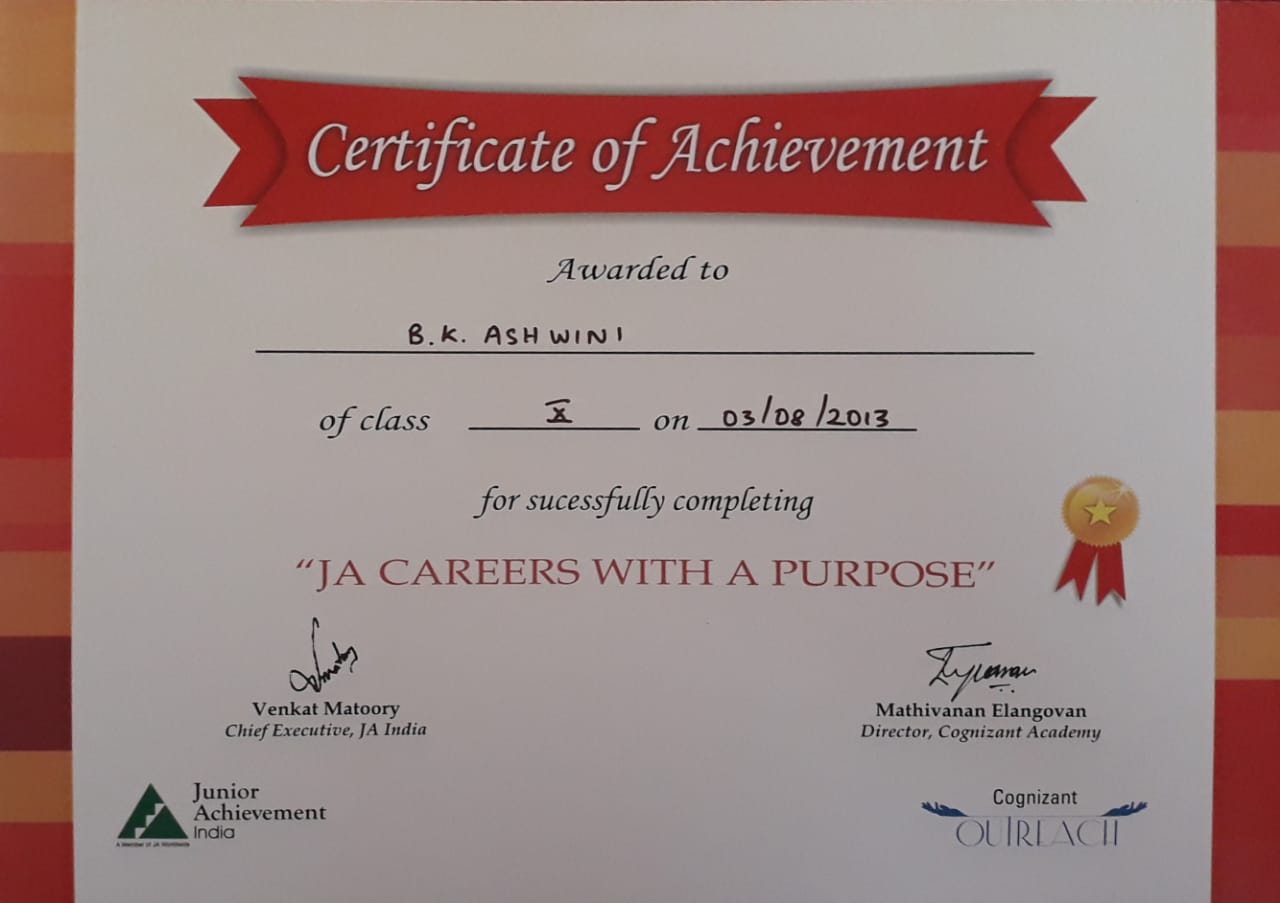 Certificate of Achievement
Awarded to
B.K. ASHWINI
of class X on 03/08/2013
for sucessfully completing
“JA CAREERS WITH A PURPOSE”
Venkat Matoory
Chief Executive, JA India
Mathivanan Elangovan
Director, Cognizant Academy
Junior
Achievement
India
A Member of JA Worldwide
Cognizant
OUTREACH